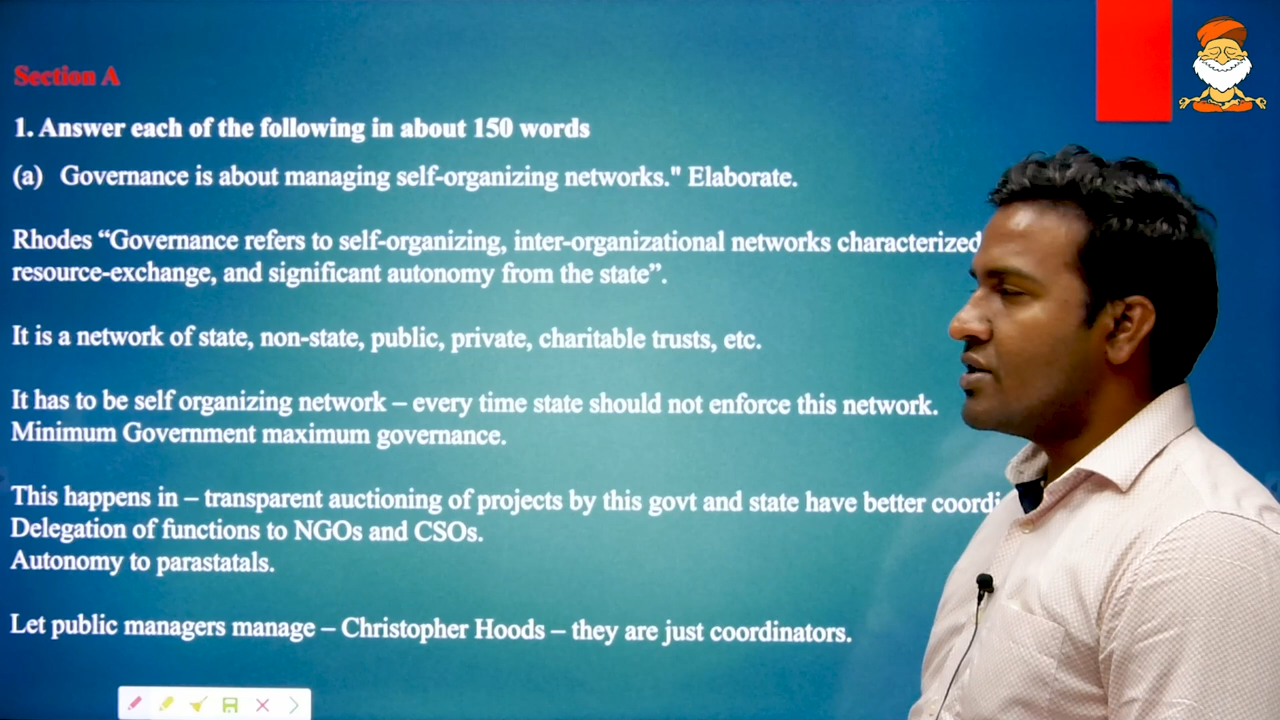 Section A
1. Answer each of the following in about 150 words
(a) Governance is about managing self-organizing networks." Elaborate.
Rhodes “Governance refers to self-organizing, inter-organizational networks characterized
resource-exchange, and significant autonomy from the state”.
It is a network of state, non-state, public, private, charitable trusts, etc.
It has to be self organizing network – every time state should not enforce this network.
Minimum Government maximum governance.
This happens in – transparent auctioning of projects by this govt and state have better
Delegation of functions to NGOs and CSOs.
Autonomy to parastatals.
Let public managers manage – Christopher Hoods – they are just coordinators.